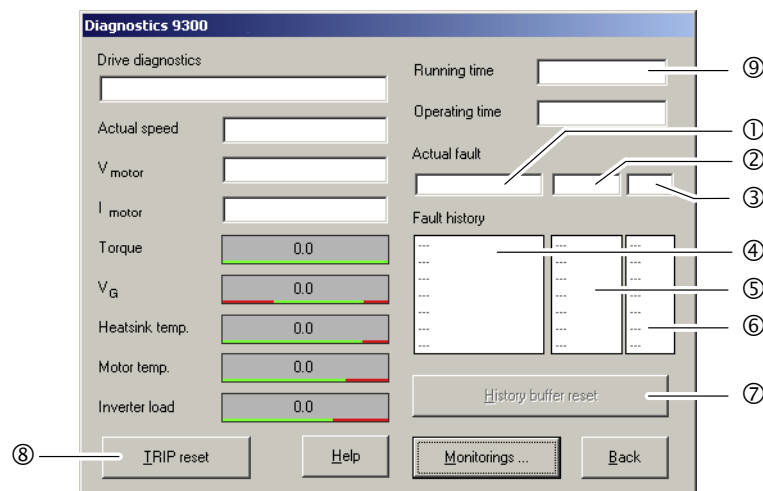 Diagnostics 9300
Drive diagnostics
Actual speed
V motor
I motor
Torque 0.0
VG 0.0
Heatsink temp. 0.0
Motor temp. 0.0
Inverter load 0.0
Running time
Operating time
Actual fault
Fault history
--- --- ---
--- --- ---
--- --- ---
--- --- ---
--- --- ---
--- --- ---
--- --- ---
History buffer reset
TRIP reset
Help
Monitorings ...
Back
⑨
①
②
③
④
⑤
⑥
⑦
⑧